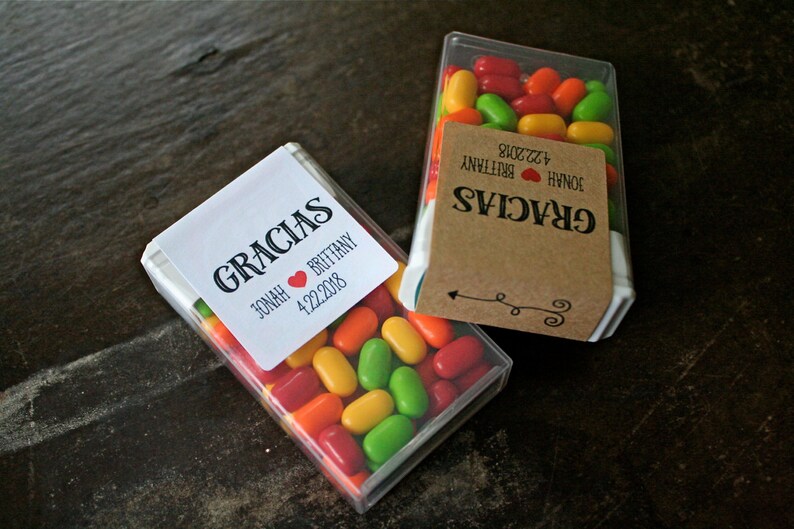 GRACIAS
JONAH ❤ BRITTANY
4.22.2018
GRACIAS
JONAH ❤ BRITTANY
4.22.2018